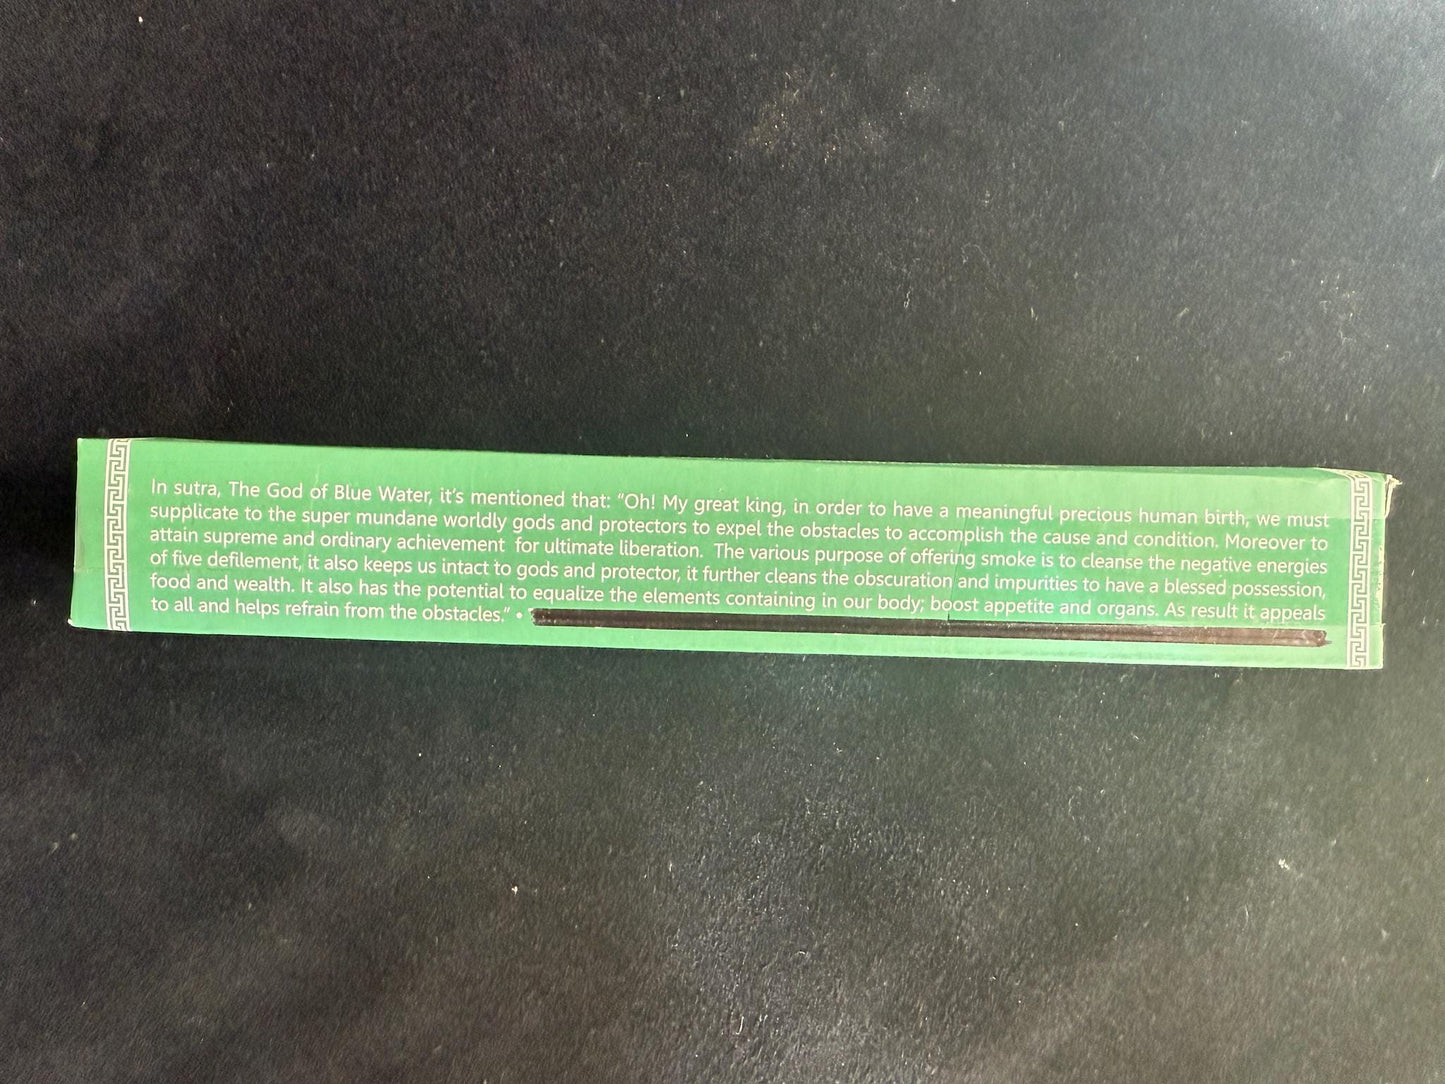 In sutra, The God of Blue Water, it's mentioned that: "Oh! My great king, in order to have a meaningful precious human birth, we must
supplicate to the super mundane worldly gods and protectors to expel the obstacles to accomplish the cause and condition. Moreover to
attain supreme and ordinary achievement for ultimate liberation. The various purpose of offering smoke is to cleanse the negative energies
of five defilement, it also keeps us intact to gods and protector, it further cleans the obscuration and impurities to have a blessed possession,
food and wealth. It also has the potential to equalize the elements containing in our body; boost appetite and organs. As result it appeals
to all and helps refrain from the obstacles." •